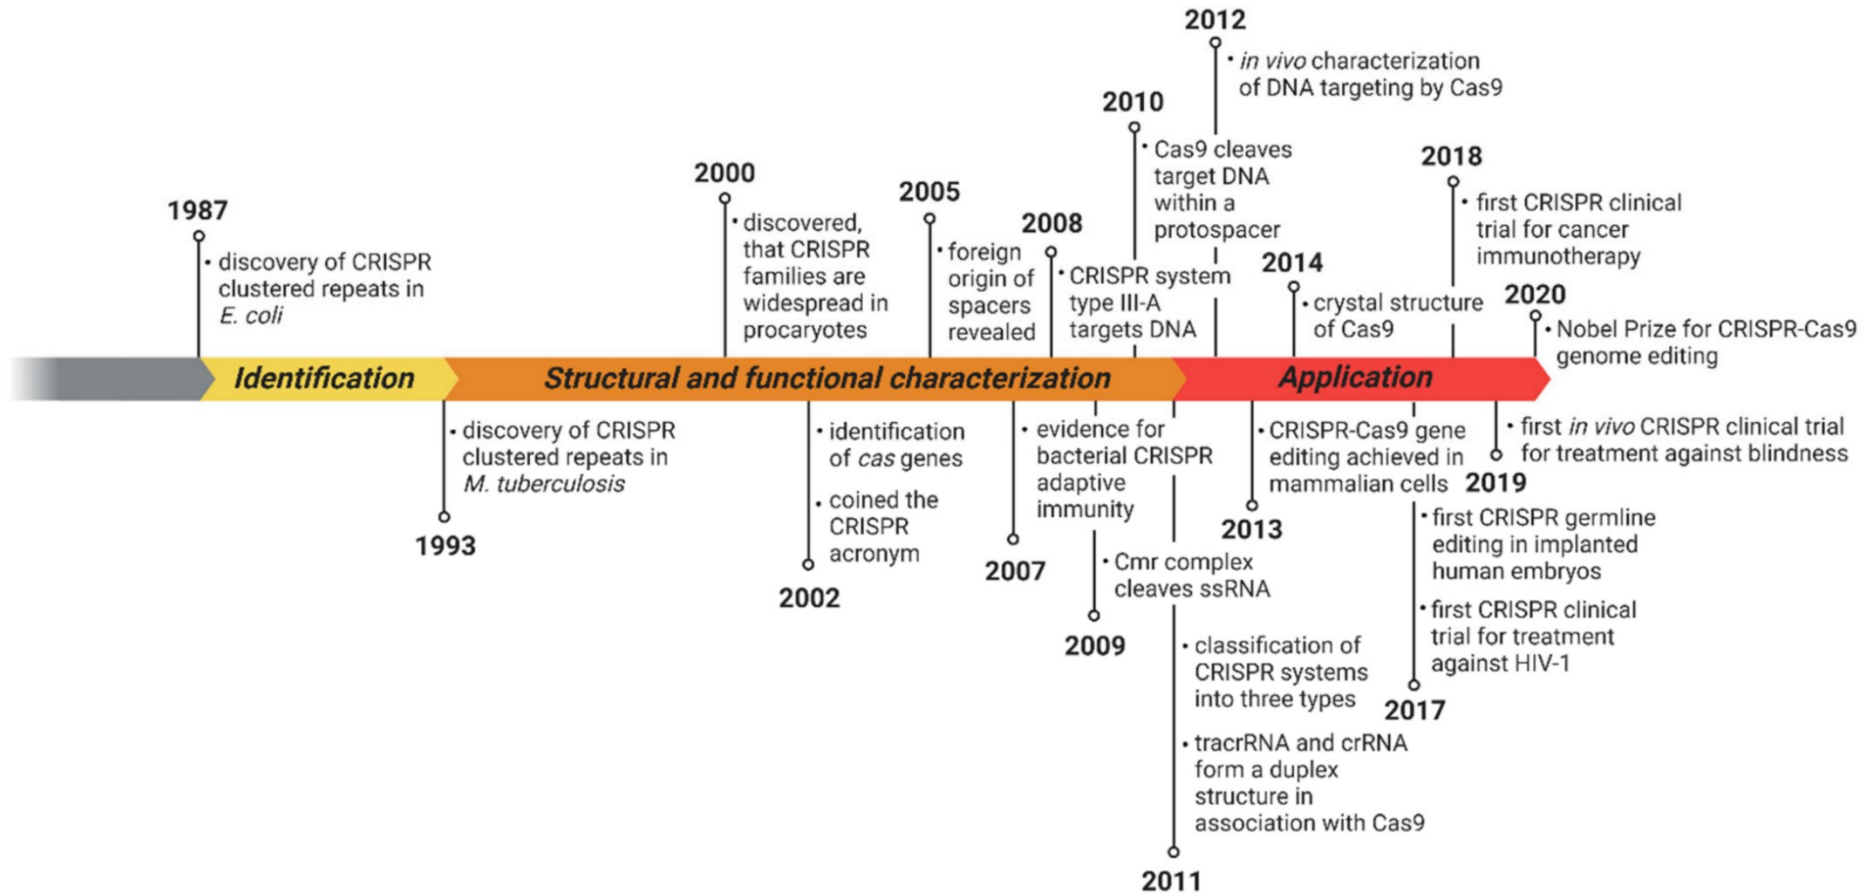 1987
• discovery of CRISPR
clustered repeats in
E. coli
2000
• discovered,
that CRISPR
families are
widespread in
procaryotes
2005
• foreign
origin of
spacers
revealed
2008
• CRISPR system
type III-A
targets DNA
2010
• Cas9 cleaves
target DNA
within a
protospacer
2012
• in vivo characterization
of DNA targeting by Cas9
2014
• crystal structure
of Cas9
2018
• first CRISPR clinical
trial for cancer
immunotherapy
2020
• Nobel Prize for CRISPR-Cas9
genome editing
Identification
Structural and functional characterization
Application
• discovery of CRISPR
clustered repeats in
M. tuberculosis
1993
• identification
of cas genes
• coined the
CRISPR
acronym
2002
• evidence for
bacterial CRISPR
adaptive
immunity
2007
• Cmr complex
cleaves ssRNA
2009
• classification of
CRISPR systems
into three types
• tracrRNA and crRNA
form a duplex
structure in
association with Cas9
2011
• CRISPR-Cas9 gene
editing achieved in
mammalian cells
2013
• first CRISPR germline
editing in implanted
human embryos
• first CRISPR clinical
trial for treatment
against HIV-1
2017
• first in vivo CRISPR clinical trial
for treatment against blindness
2019